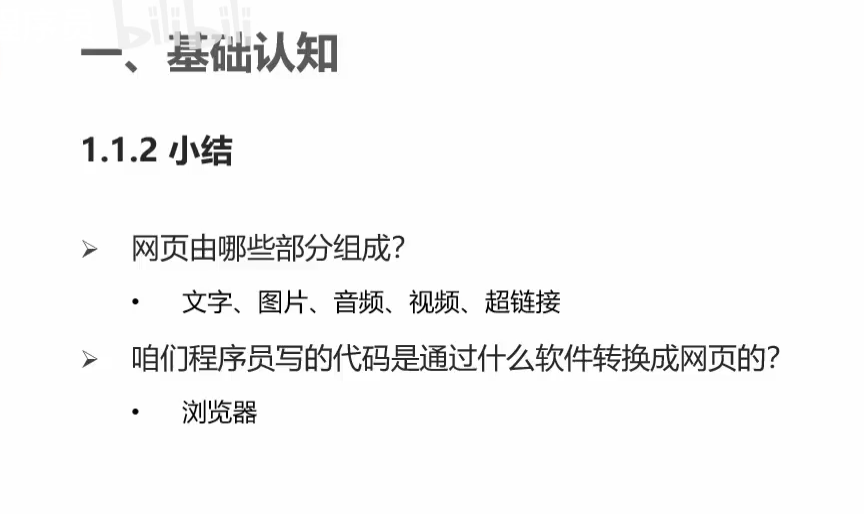 bilibili
一、基础认知
1.1.2 小结
网页由哪些部分组成？
文字、图片、音频、视频、超链接
咱们程序员写的代码是通过什么软件转换成网页的？
浏览器